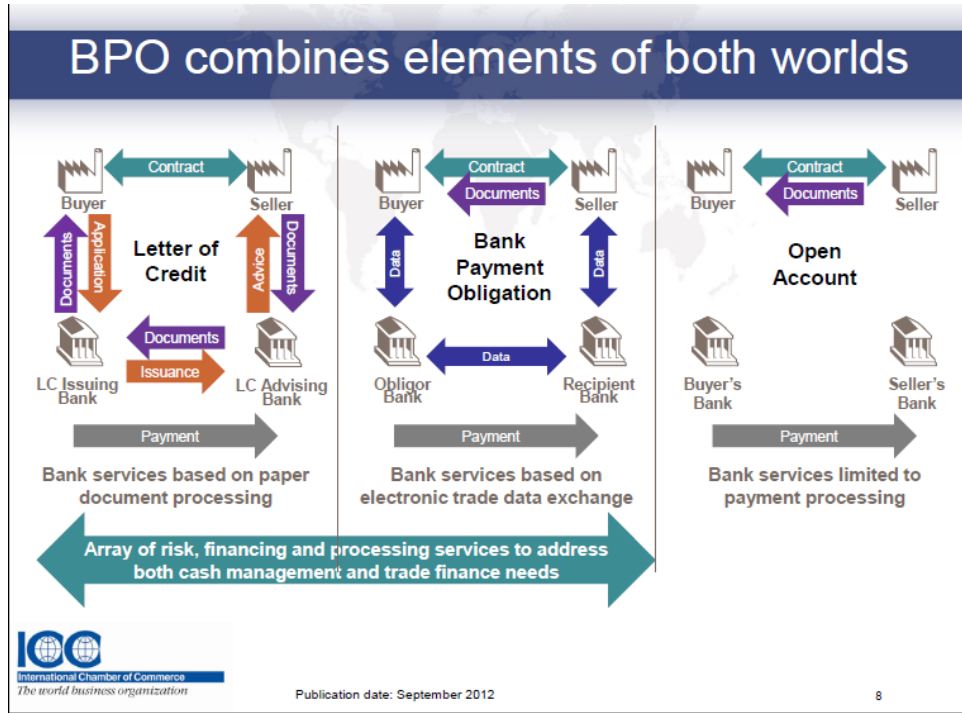 BPO combines elements of both worlds
Contract
Buyer
Seller
Documents
Application
Letter of
Credit
Advice
Documents
Documents
Issuance
LC Issuing
Bank
LC Advising
Bank
Payment
Bank services based on paper
document processing
Contract
Documents
Buyer
Seller
Data
Bank
Payment
Obligation
Data
Data
Obligor
Bank
Recipient
Bank
Payment
Bank services based on
electronic trade data exchange
Contract
Documents
Buyer
Seller
Open
Account
Buyer's
Bank
Seller's
Bank
Payment
Bank services limited to
payment processing
Array of risk, financing and processing services to address
both cash management and trade finance needs
ICC
International Chamber of Commerce
The world business organization
Publication date: September 2012
8